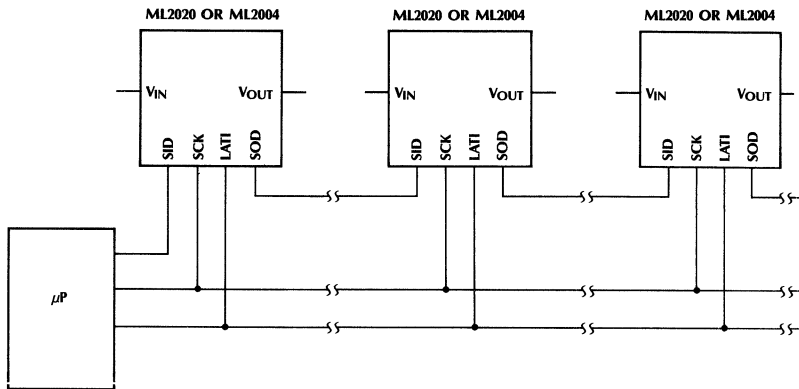 ML2020 OR ML2004 ML2020 OR ML2004 ML2020 OR ML2004
VIN VOUT VIN VOUT VIN VOUT
SID SCK LATI SOD SID SCK LATI SOD SID SCK LATI SOD
μP